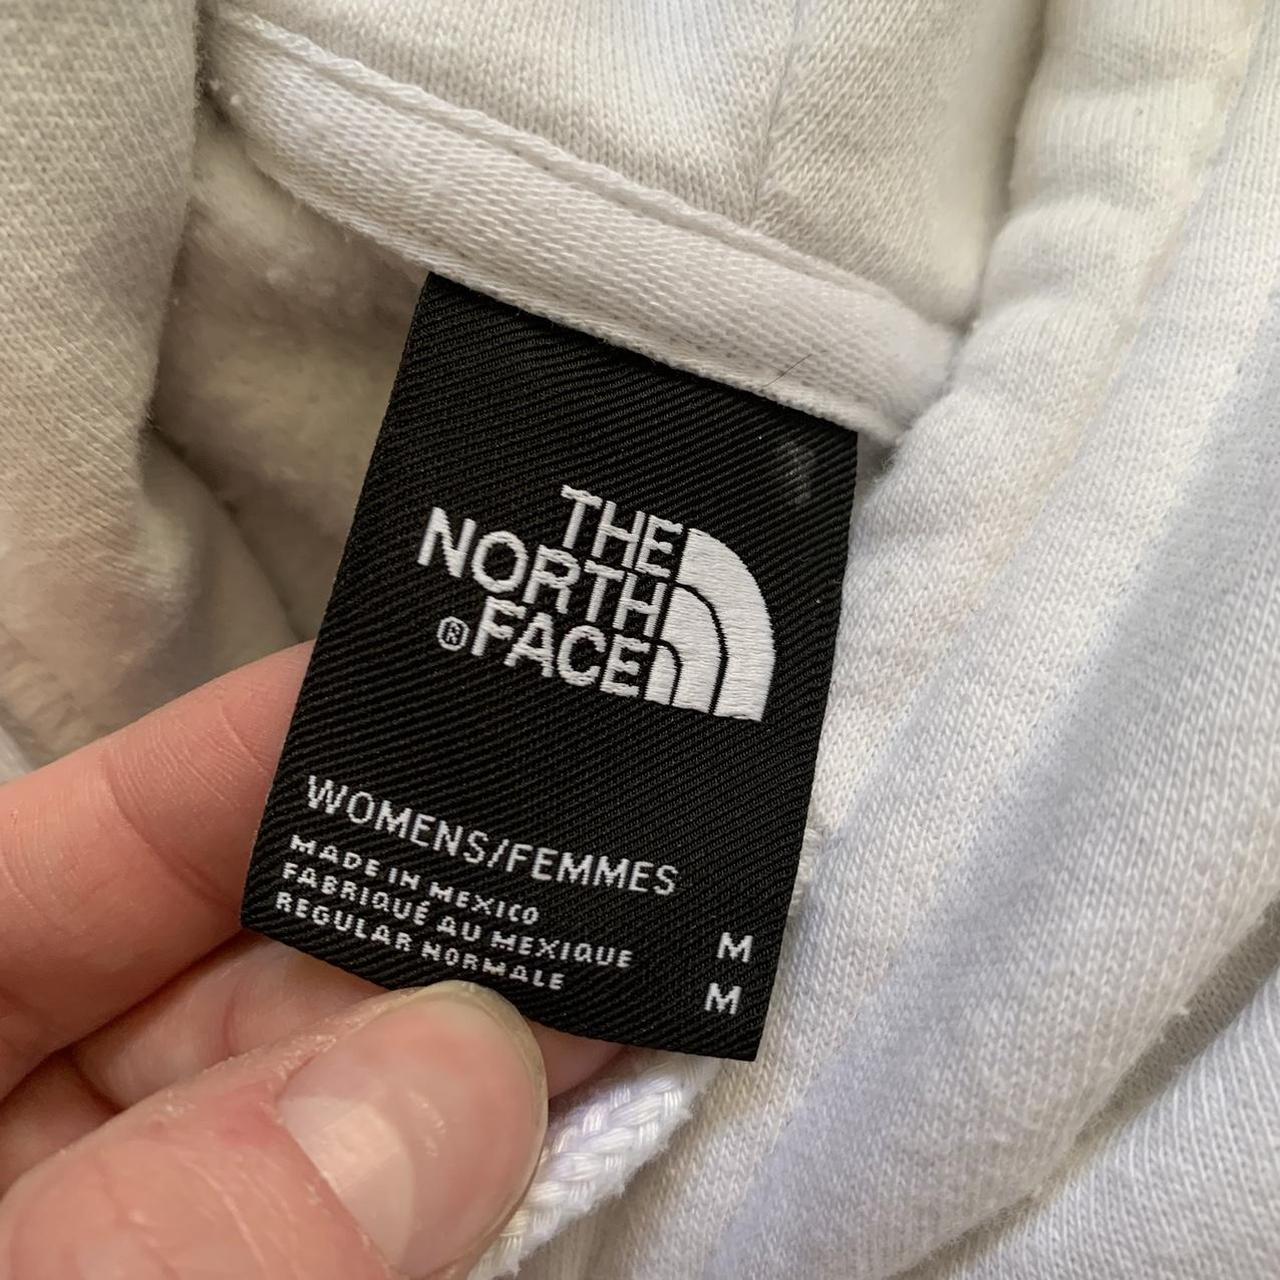 THE
NORTH
®FACE
WOMENS/FEMMES
MADE IN MEXICO
FABRIQUÉ AU MEXIQUE M
REGULAR NORMALE M